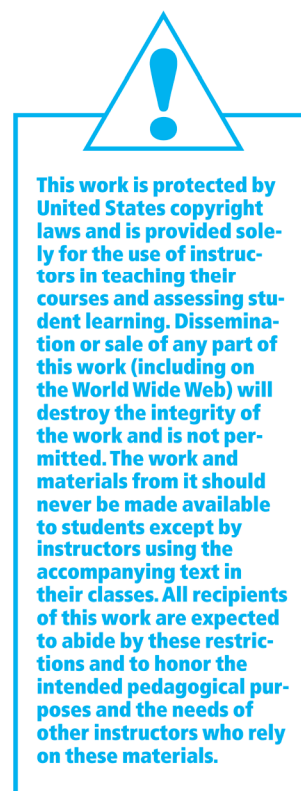 This work is protected by
United States copyright
laws and is provided sole-
ly for the use of instruc-
tors in teaching their
courses and assessing stu-
dent learning. Dissemina-
tion or sale of any part of
this work (including on
the World Wide Web) will
destroy the integrity of
the work and is not per-
mitted. The work and
materials from it should
never be made available
to students except by
instructors using the
accompanying text in
their classes. All recipients
of this work are expected
to abide by these restric-
tions and to honor the
intended pedagogical pur-
poses and the needs of
other instructors who rely
on these materials.